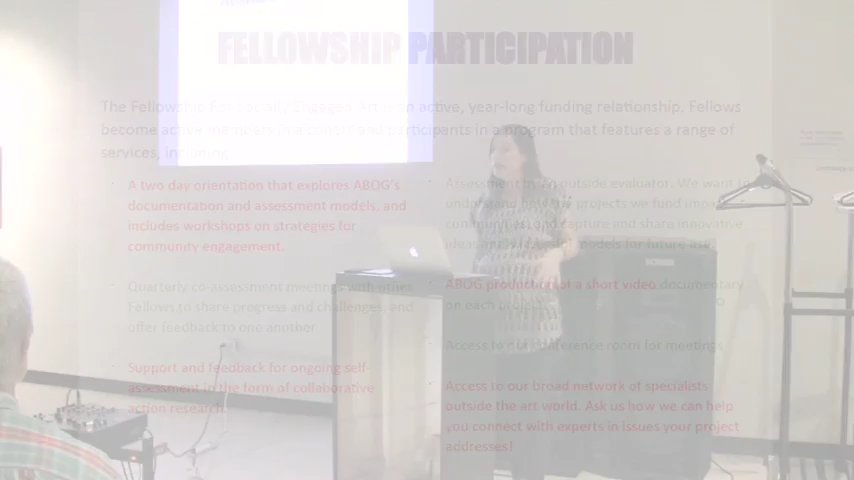 FELLOWSHIP PARTICIPATION
The Fellowship For Socially Engaged Art is an active, year-long funding relationship. Fellows
become active members in a and participants in a program that features a range of
services, including
A two day orientation that explores ABOG's
documentation and assessment models, and
includes workshops on strategies for
community engagement.
Quarterly co-assessment meetings with other
Fellows to share progress and challenges, and
offer feedback to one another
Support and feedback for ongoing self-
assessment in the form of collaborative
action research.
Assessment by an outside evaluator. We want to
understand how the projects we fund impact
communities, and capture and share innovative
models for future
ABOG production of a short video documentary
on each project
Access to our conference room for meetings
Access to our broad network of specialists
outside the art world. Ask us how we can help
you connect with experts in issues your project
addresses!